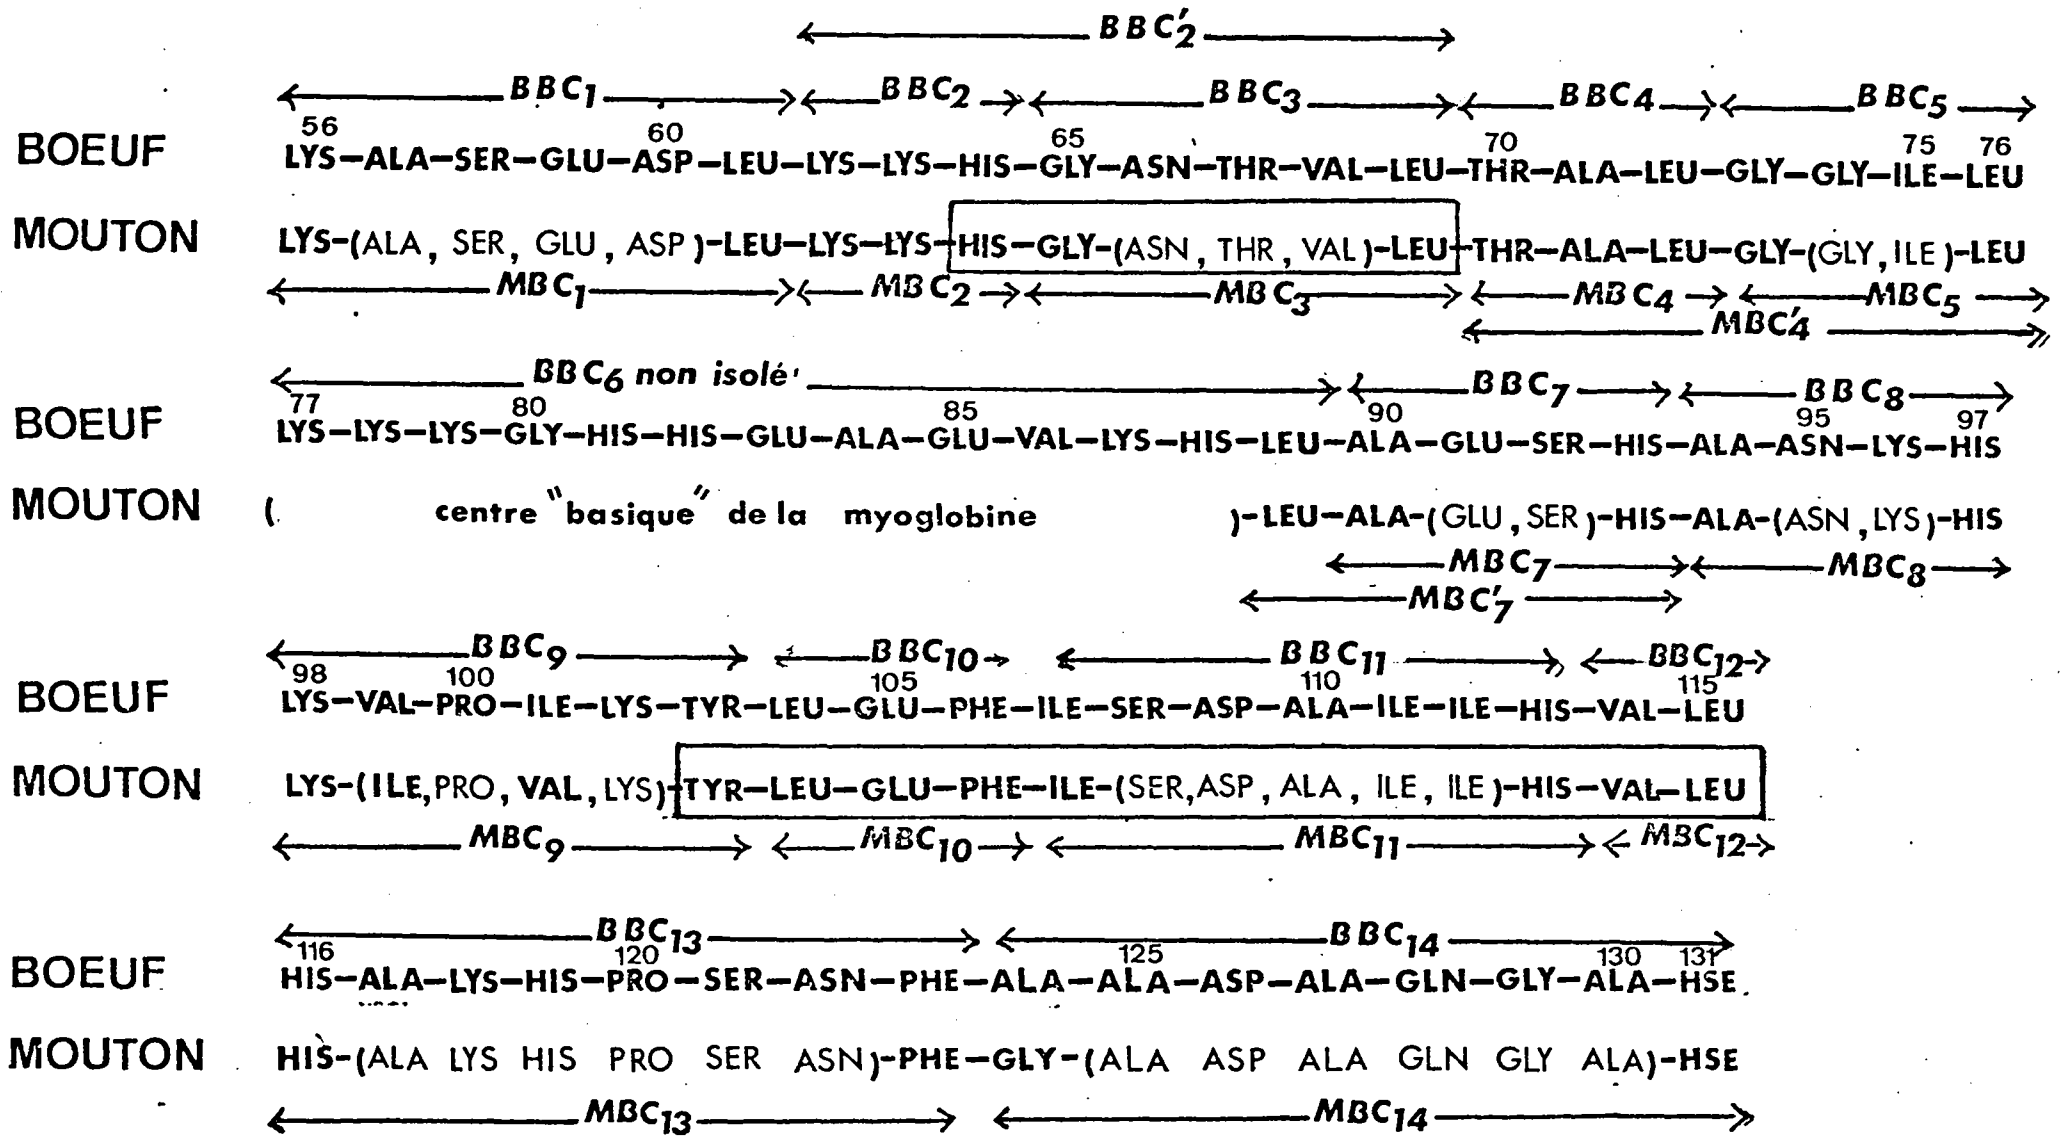 BBC'2
BBC1 BBC2 BBC3 BBC4 BBC5
56 60 65 70 75 76
BOEUF LYS–ALA–SER–GLU–ASP–LEU–LYS–LYS–HIS–GLY–ASN–THR–VAL–LEU–THR–ALA–LEU–GLY–GLY–ILE–LEU
MOUTON LYS-(ALA, SER, GLU, ASP)-LEU–LYS–LYS–HIS–GLY-(ASN, THR, VAL)-LEU–THR–ALA–LEU–GLY-(GLY, ILE)-LEU
MBC1 MBC2 MBC3 MBC4 MBC5
MBC'4
BBC6 non isolé BBC7 BBC8
77 80 85 90 95 97
BOEUF LYS–LYS–LYS–GLY–HIS–HIS–GLU–ALA–GLU–VAL–LYS–HIS–LEU–ALA–GLU–SER–HIS–ALA–ASN–LYS–HIS
MOUTON ( centre "basique" de la myoglobine )-LEU–ALA-(GLU, SER)-HIS–ALA-(ASN, LYS)-HIS
MBC7 MBC8
MBC'7
BBC9 BBC10 BBC11 BBC12
98 100 105 110 115
BOEUF LYS–VAL–PRO–ILE–LYS–TYR–LEU–GLU–PHE–ILE–SER–ASP–ALA–ILE–ILE–HIS–VAL–LEU
MOUTON LYS-(ILE, PRO, VAL, LYS)-TYR–LEU–GLU–PHE–ILE-(SER, ASP, ALA, ILE, ILE)-HIS–VAL–LEU
MBC9 MBC10 MBC11 MBC12
BBC13 BBC14
116 120 125 130 131
BOEUF HIS–ALA–LYS–HIS–PRO–SER–ASN–PHE–ALA–ALA–ASP–ALA–GLN–GLY–ALA–HSE
MOUTON HIS-(ALA LYS HIS PRO SER ASN)-PHE–GLY-(ALA ASP ALA GLN GLY ALA)-HSE
MBC13 MBC14